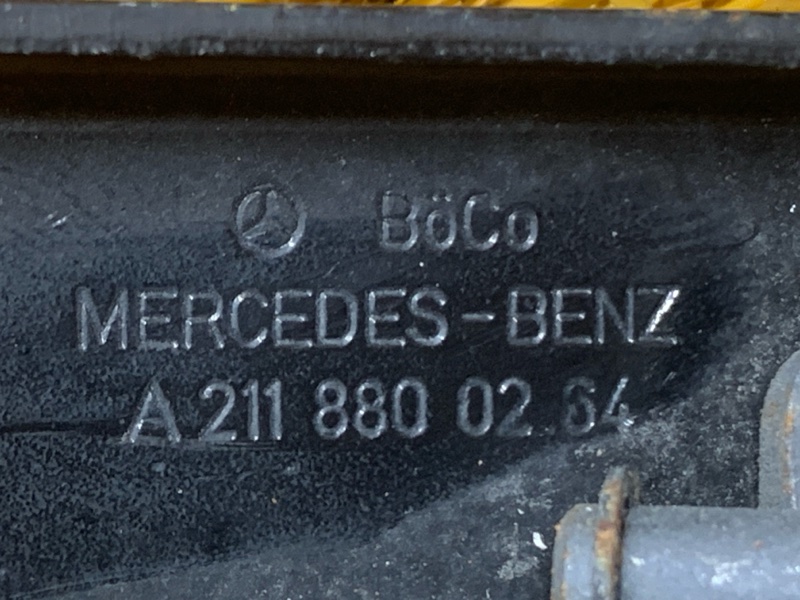 BöCo
MERCEDES-BENZ
A 211 880 02 64